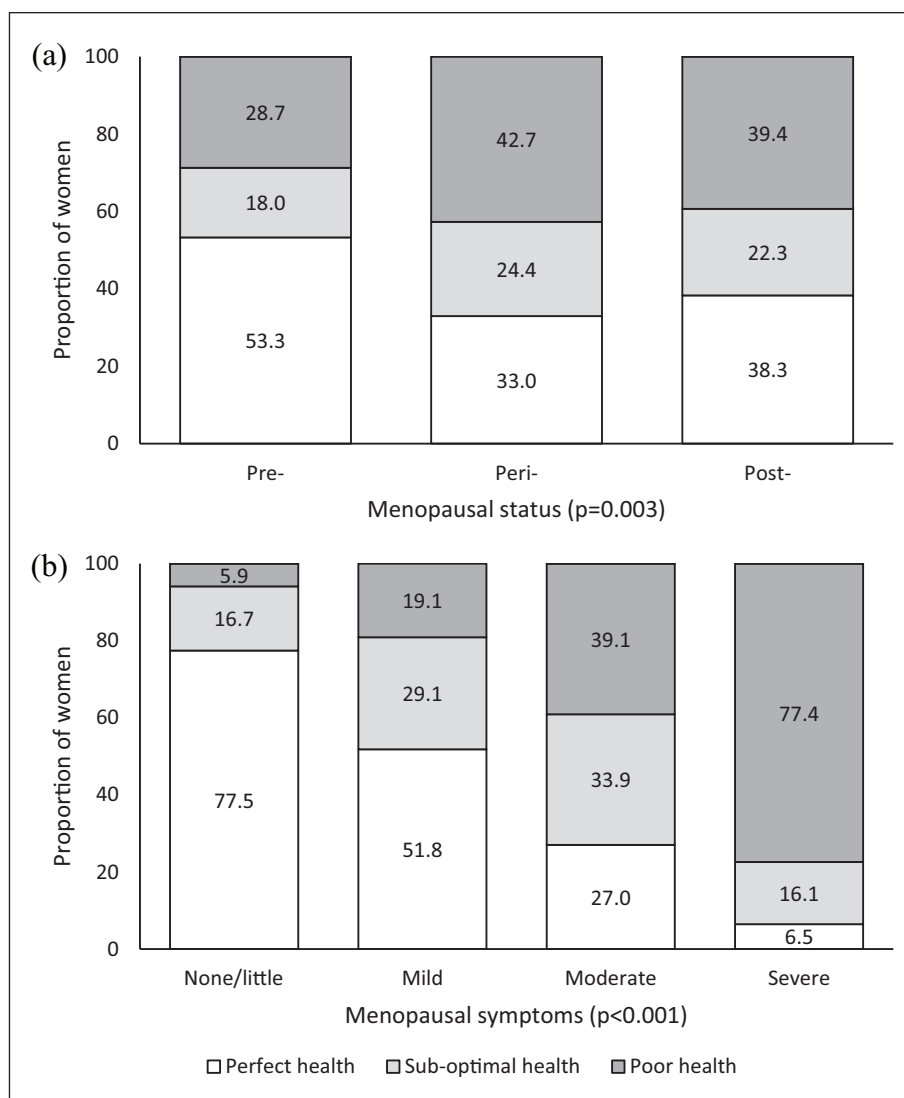 (a)
Proportion of women
100
80
60
40
20
0
28.7
18.0
53.3
42.7
24.4
33.0
39.4
22.3
38.3
Pre-
Peri-
Post-
Menopausal status (p=0.003)
(b)
Proportion of women
100
80
60
40
20
0
5.9
16.7
77.5
19.1
29.1
51.8
39.1
33.9
27.0
77.4
16.1
6.5
None/little
Mild
Moderate
Severe
Menopausal symptoms (p<0.001)
Perfect health
Sub-optimal health
Poor health